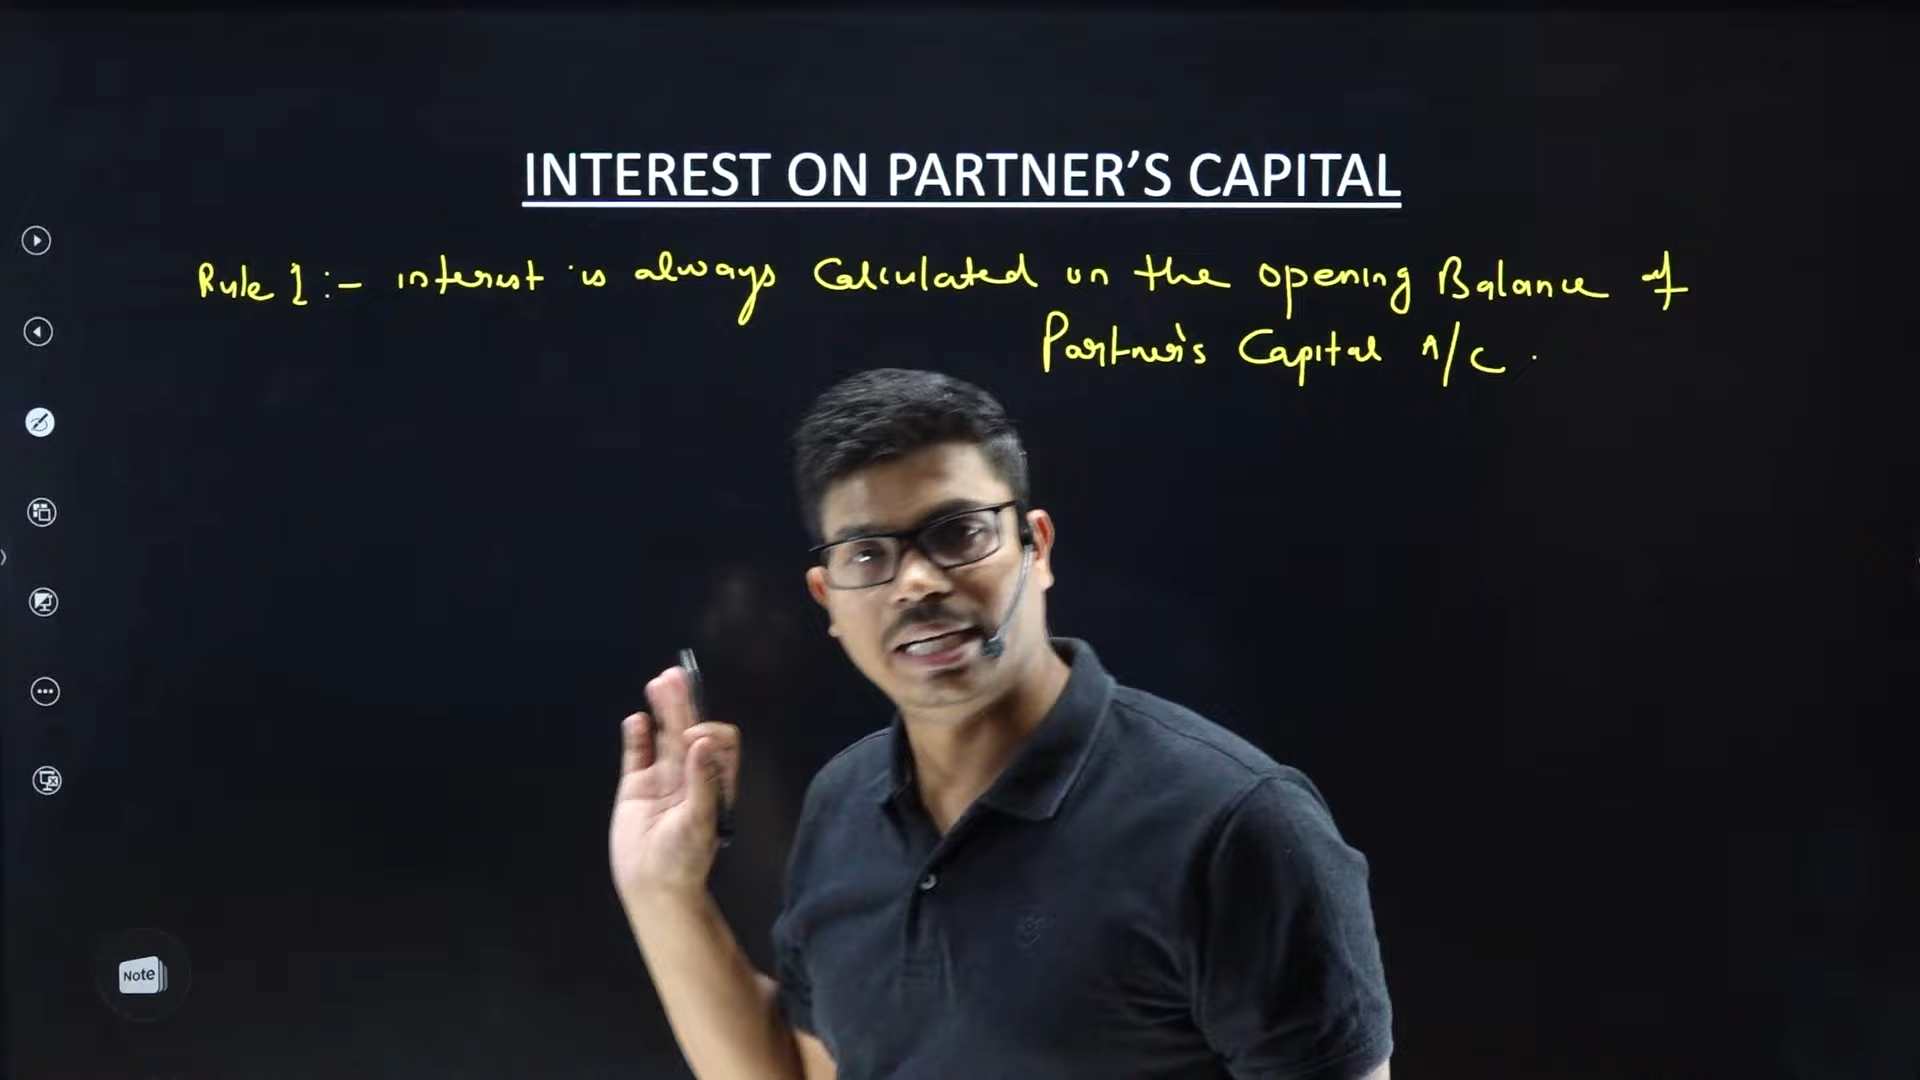 INTEREST ON PARTNER’S CAPITAL
Rule 1 :- interest is always Calculated on the opening Balance of
Partner's Capital A/C .
Note